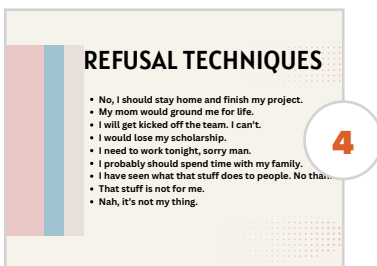 REFUSAL TECHNIQUES
• No, I should stay home and finish my project.
• My mom would ground me for life.
• I will get kicked off the team. I can't.
• I would lose my scholarship.
• I need to work tonight, sorry man.
• I probably should spend time with my family.
• I have seen what that stuff does to people. No
• That stuff is not for me.
• Nah, it's not my thing.
4